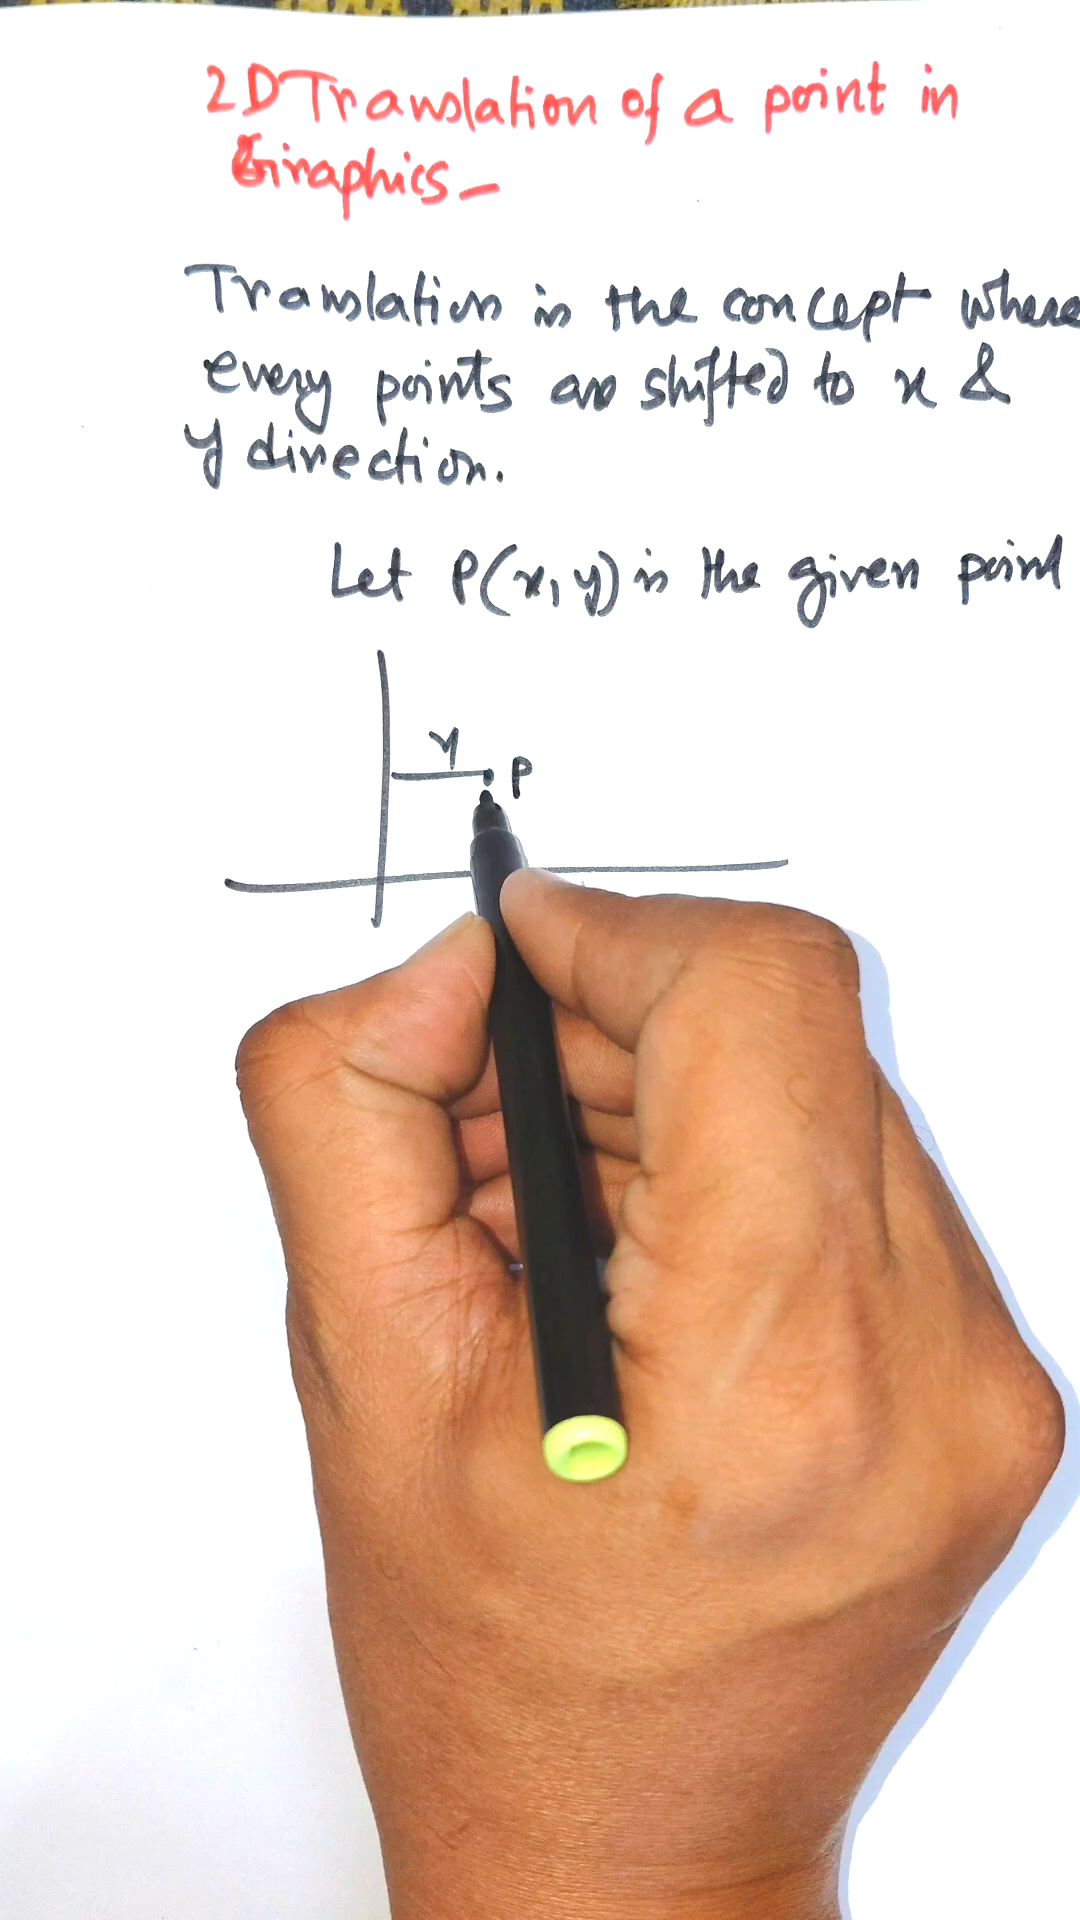 2D Translation of a point in
Graphics -
Translation is the concept where
every points are shifted to x &
y direction.
Let P(x, y) is the given point
x
P